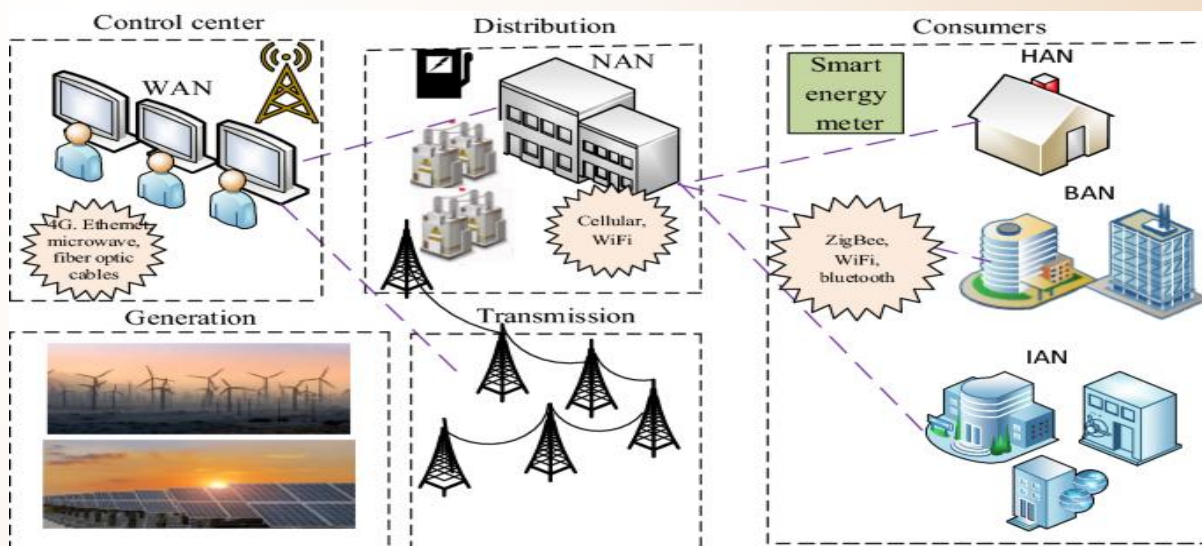 Control center
WAN
4G. Ethernet,
microwave,
fiber optic
cables
Distribution
NAN
Cellular,
WiFi
Consumers
Smart
energy
meter
HAN
BAN
ZigBee,
WiFi,
bluetooth
IAN
Generation
Transmission